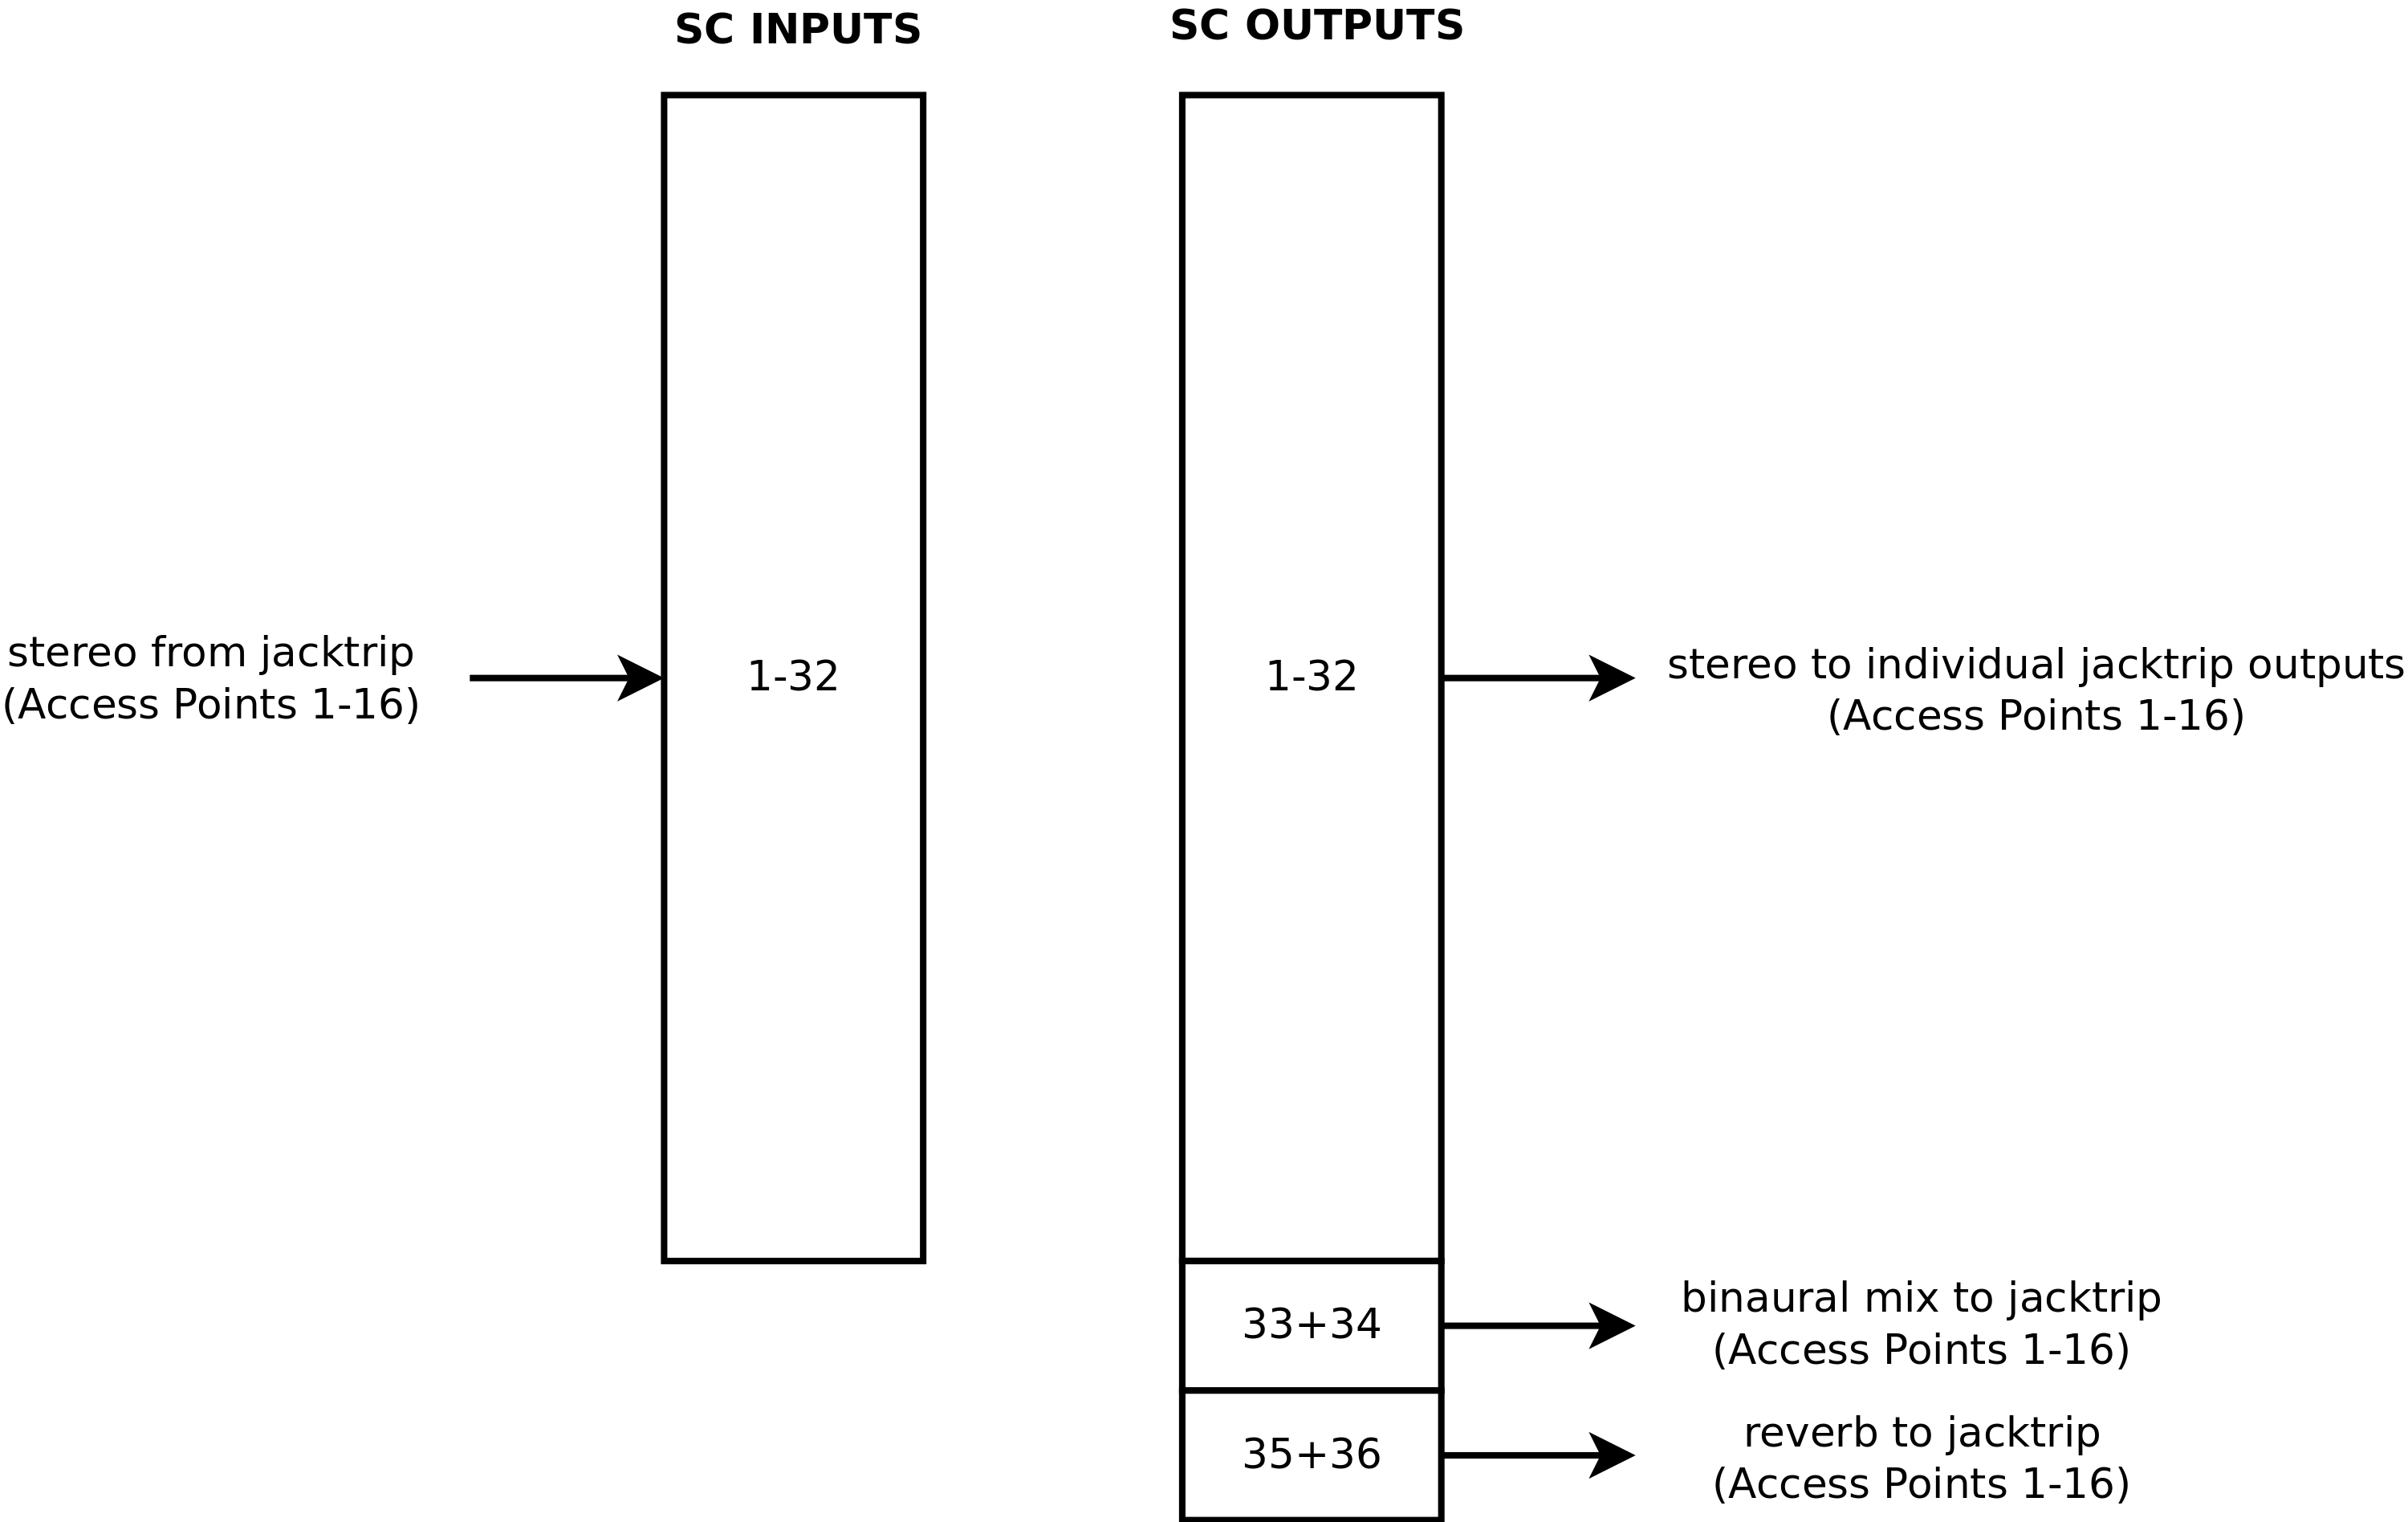 SC INPUTS
SC OUTPUTS
stereo from jacktrip
(Access Points 1-16)
1-32
1-32
stereo to individual jacktrip outputs
(Access Points 1-16)
33+34
binaural mix to jacktrip
(Access Points 1-16)
35+36
reverb to jacktrip
(Access Points 1-16)